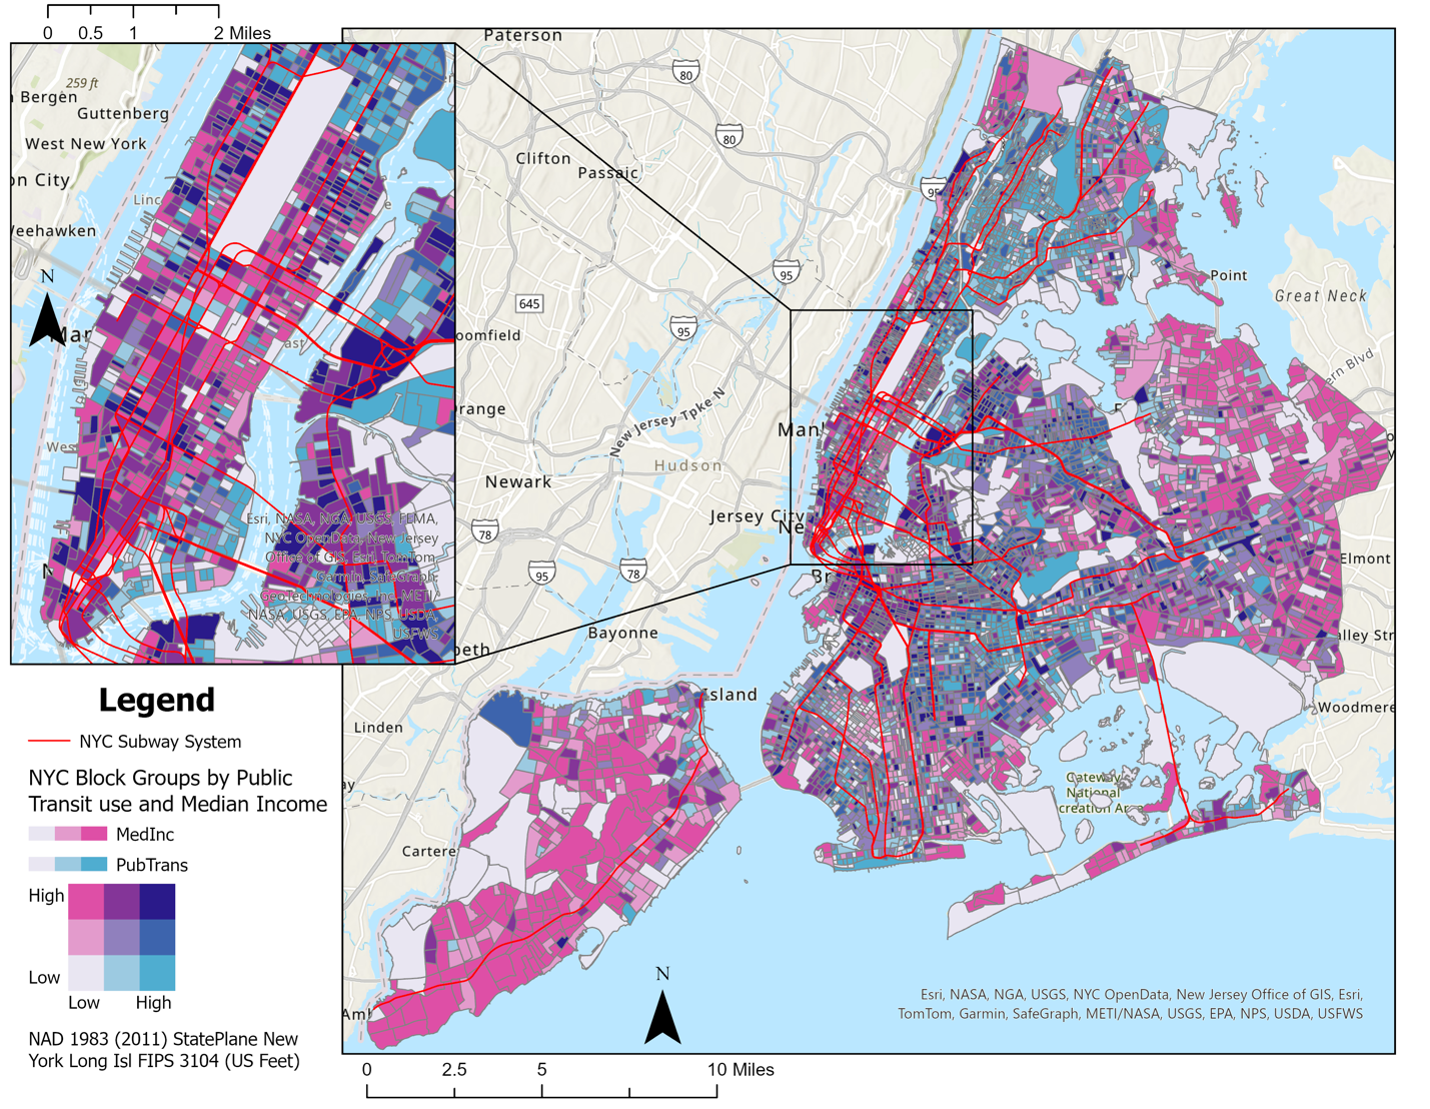 0 0.5 1 2 Miles
259 ft
n Bergen
Guttenberg
West New York
on City
Linc
eehawken
N
Mar
ast
Wes
N
Esri, NASA, NGA, USGS, FEMA,
NYC OpenData, New Jersey
Office of GIS, Esri, TomTom,
Garmin, SafeGraph,
GeoTechnologies, Inc, METI/
NASA, USGS, EPA, NPS, USDA,
USFWS
Paterson
80
80
Clifton
Passaic
95
95
645
95
oomfield
Point
Great Neck
ern Blvd
range
New Jersey Tpke N
Man
Hudson
Newark
Jersey City
Ne
78
95
78
Br
Elmont
Bayonne
alley Str
beth
Island
Linden
Woodmere
ay
Gateway
National
creation Area
Cartere
Amb
N
Esri, NASA, NGA, USGS, NYC OpenData, New Jersey Office of GIS, Esri,
TomTom, Garmin, SafeGraph, METI/NASA, USGS, EPA, NPS, USDA, USFWS
0 2.5 5 10 Miles
Legend
NYC Subway System
NYC Block Groups by Public
Transit use and Median Income
MedInc
PubTrans
High
Low
Low High
NAD 1983 (2011) StatePlane New
York Long Isl FIPS 3104 (US Feet)